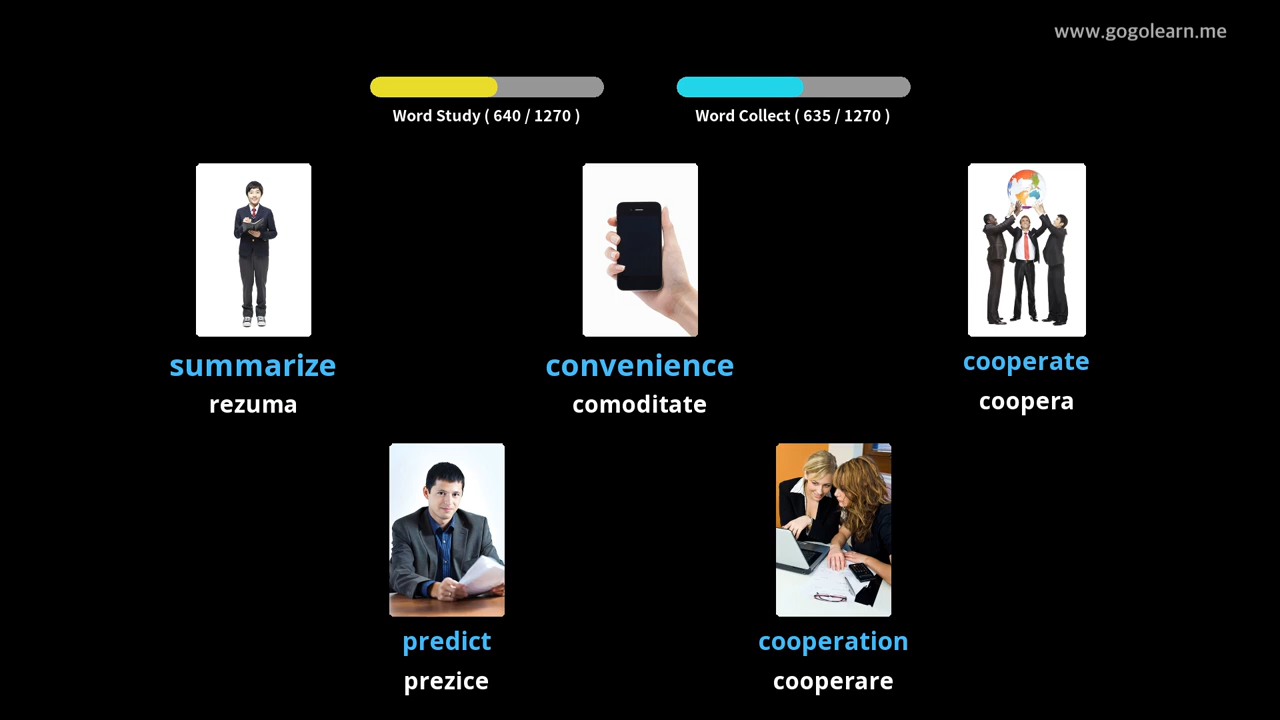 www.gogolearn.me
Word Study ( 640 / 1270 )
Word Collect ( 635 / 1270 )
summarize
rezuma
convenience
comoditate
cooperate
coopera
predict
prezice
cooperation
cooperare